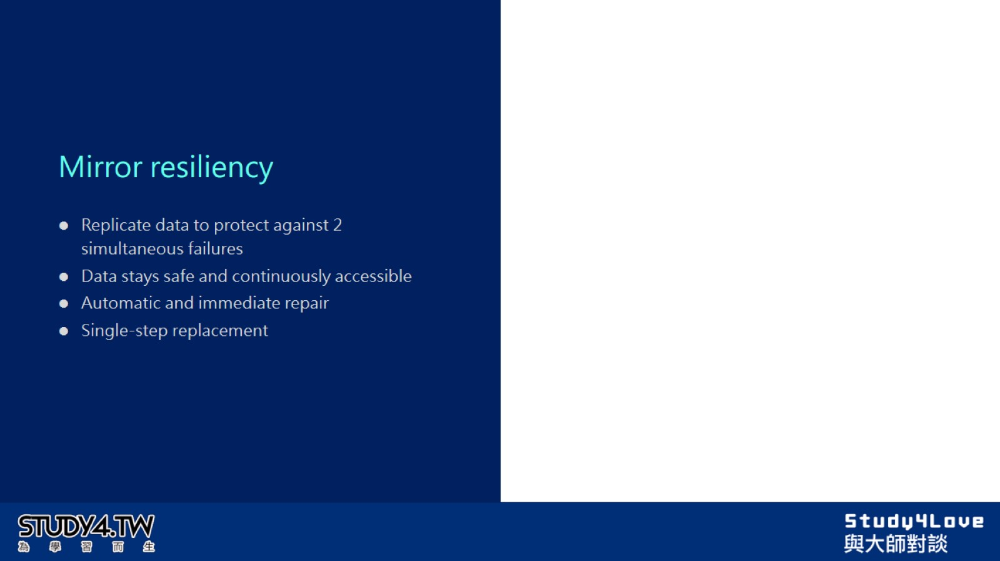 Mirror resiliency
● Replicate data to protect against 2
simultaneous failures
● Data stays safe and continuously accessible
● Automatic and immediate repair
● Single-step replacement
STUDY4.TW
為學習而生
Study4Love
與大師對談